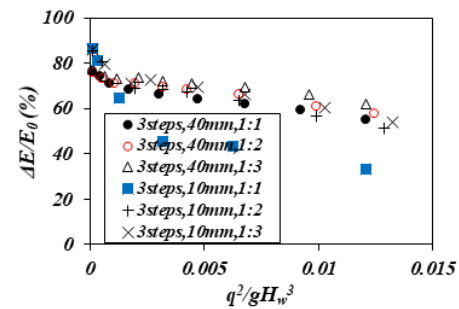 100
80
60
40
20
0
ΔE/E₀ (%)
3steps,40mm,1:1
3steps,40mm,1:2
3steps,40mm,1:3
3steps,10mm,1:1
3steps,10mm,1:2
3steps,10mm,1:3
0 0.005 0.01 0.015
q²/gH_w³